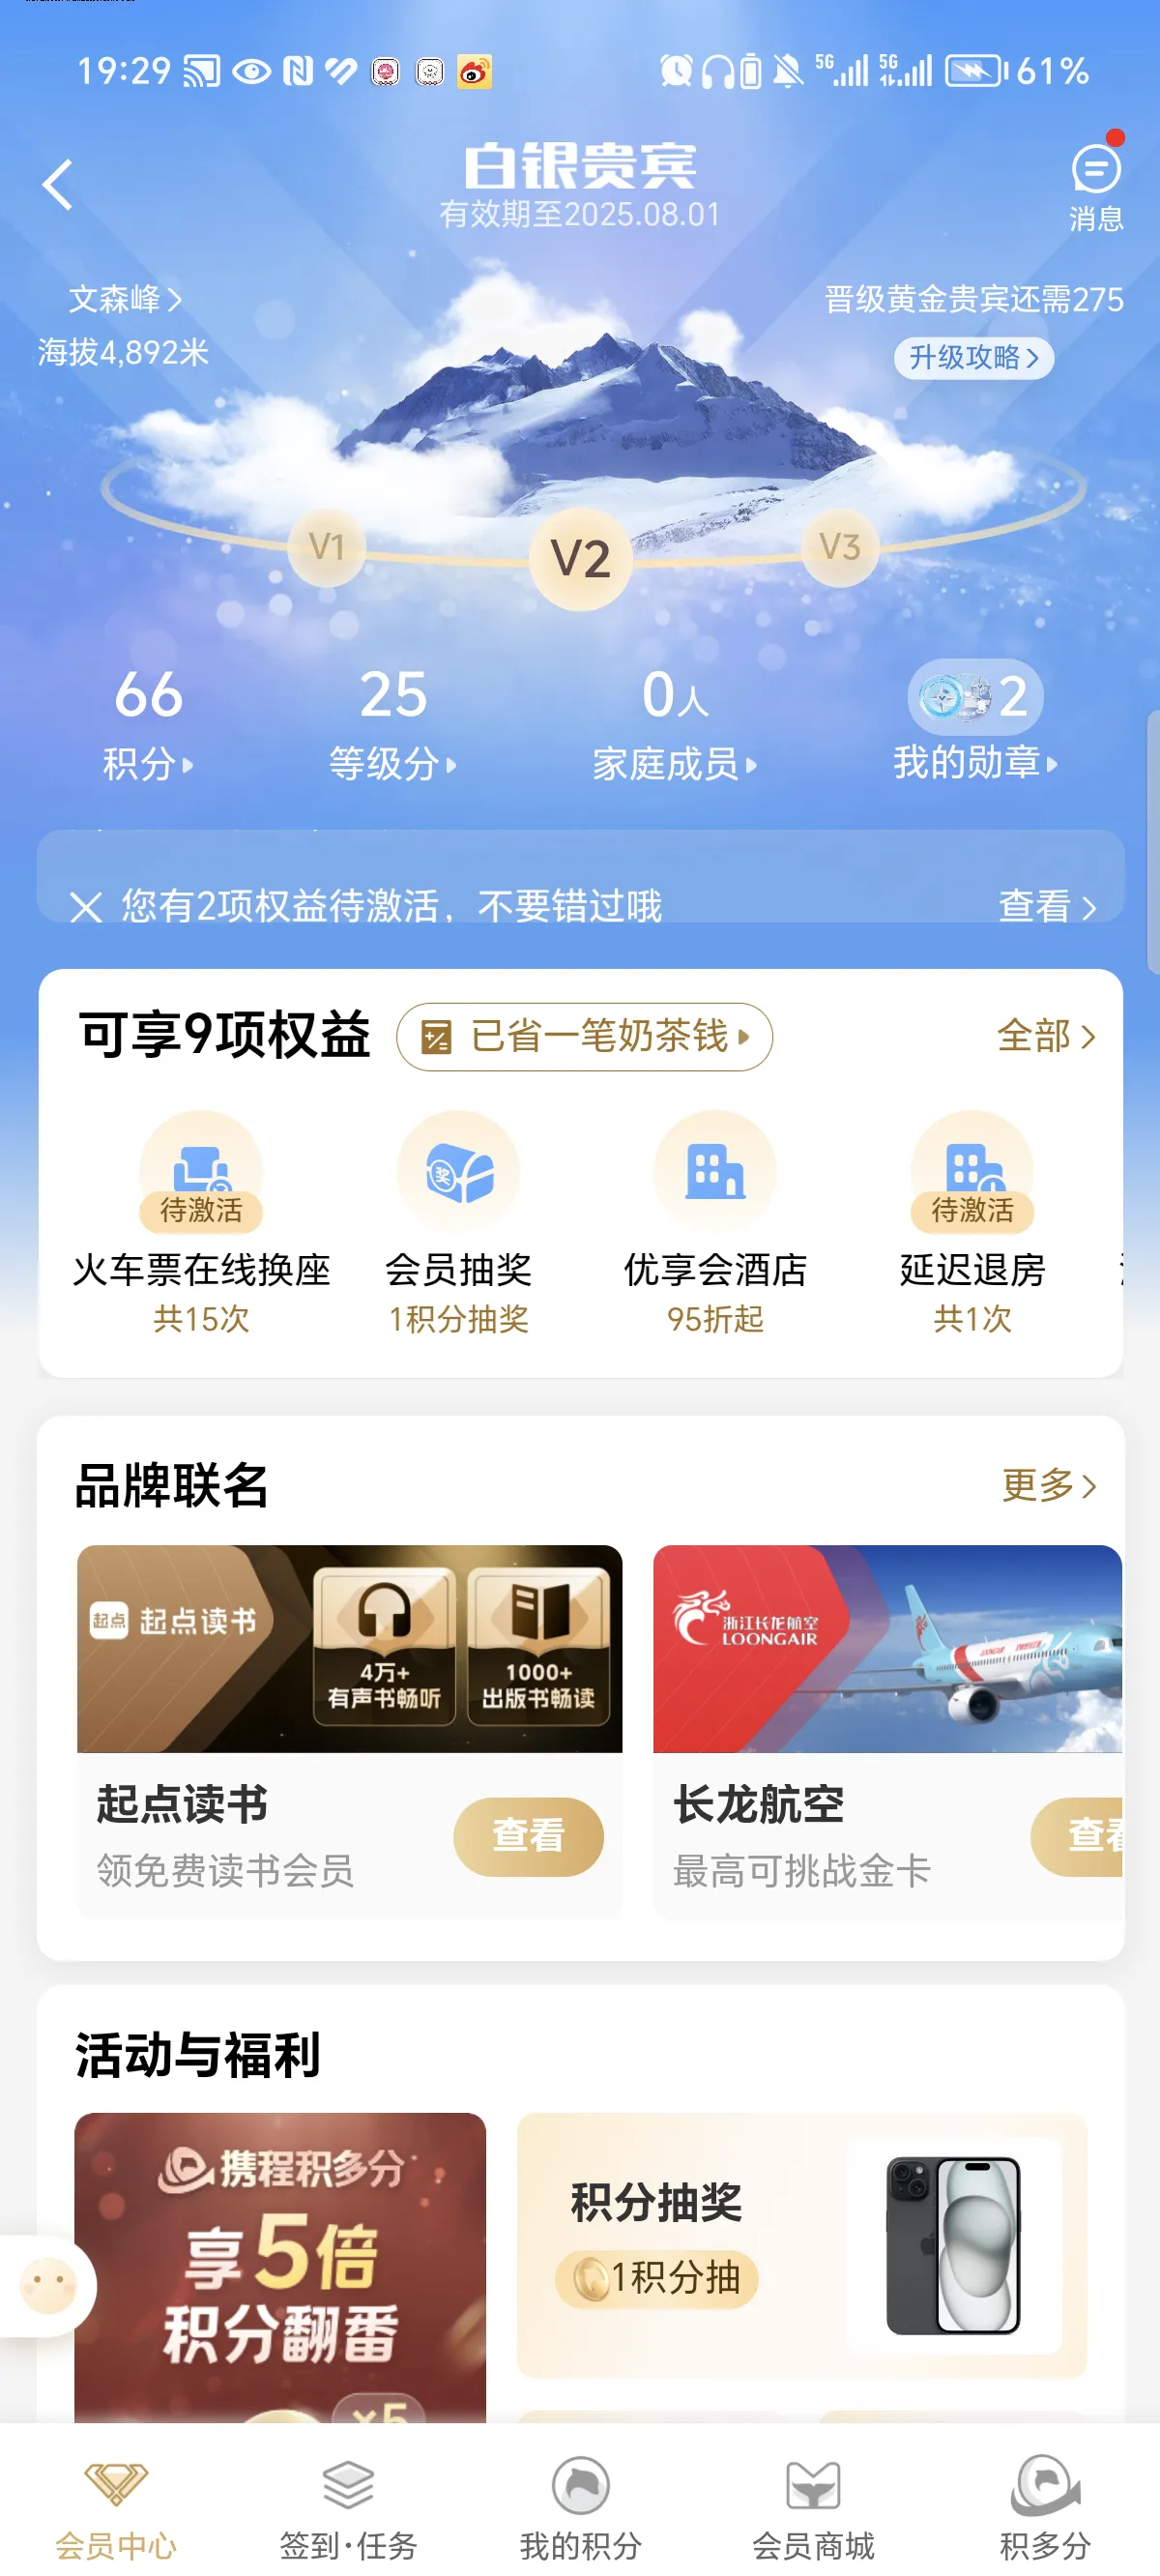 19:29
5G
5G
61%
白银贵宾
有效期至2025.08.01
消息
文森峰
海拔4,892米
晋级黄金贵宾还需275
升级攻略
V1
V2
V3
66
25
0人
2
积分
等级分
家庭成员
我的勋章
您有2项权益待激活，不要错过哦
查看
可享9项权益
已省一笔奶茶钱
全部
待激活
奖
待激活
火车票在线换座
会员抽奖
优享会酒店
延迟退房
共15次
1积分抽奖
95折起
共1次
品牌联名
更多
起点
起点读书
4万+
有声书畅听
1000+
出版书畅读
浙江长龙航空
LOONGAIR
起点读书
领免费读书会员
查看
长龙航空
最高可挑战金卡
查看
活动与福利
携程积多分
享5倍
积分翻番
×5
积分抽奖
1积分抽
会员中心
签到·任务
我的积分
会员商城
积多分